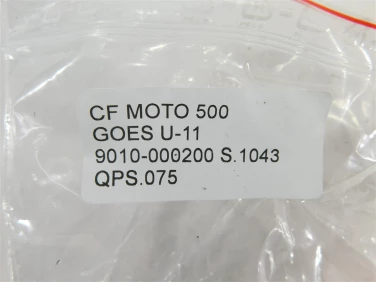 CF MOTO 500
GOES U-11
9010-000200 S.1043
QPS.075